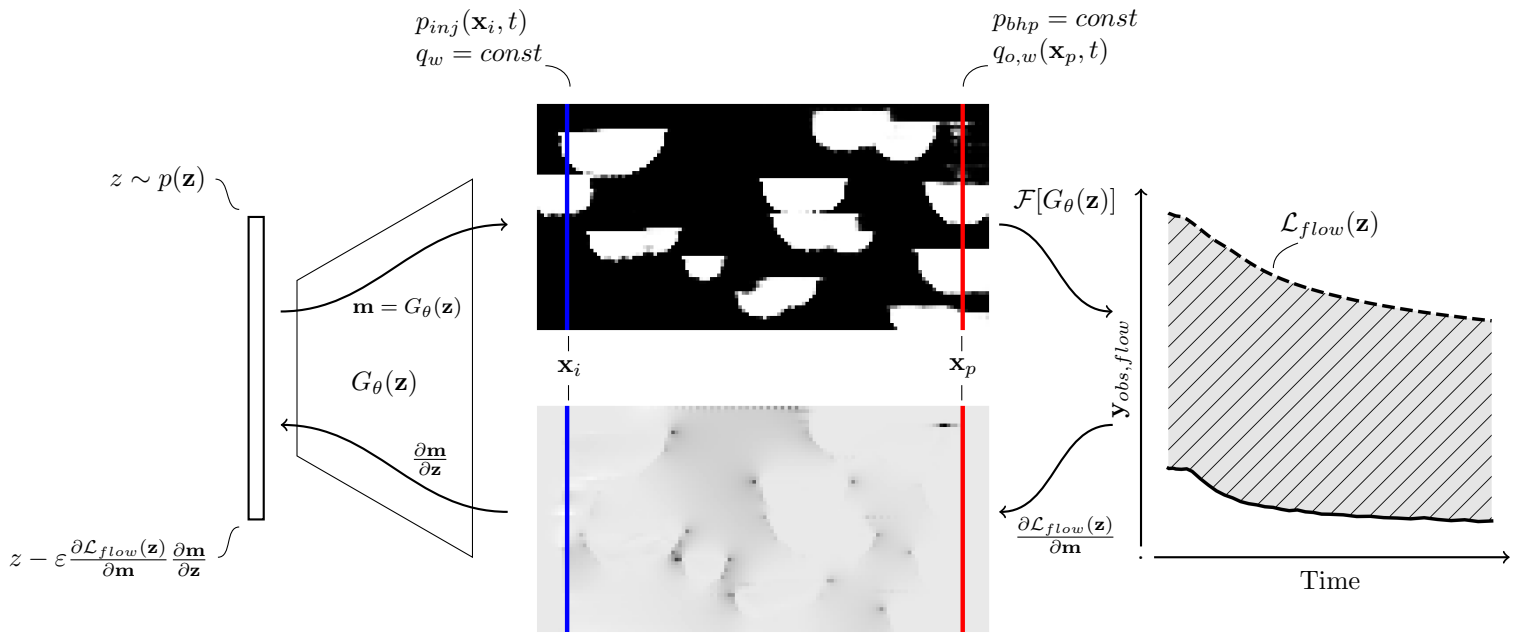 p_{inj}(𝐱_i, t)
q_w = const
p_{bhp} = const
q_{o,w}(𝐱_p, t)
z ∼ p(𝐳)
ℱ[G_θ(𝐳)]
ℒ_{flow}(𝐳)
𝐦 = G_θ(𝐳)
𝐱_i
𝐱_p
G_θ(𝐳)
𝐲_{obs,flow}
∂𝐦/∂𝐳
∂ℒ_{flow}(𝐳)/∂𝐦
z − ε ∂ℒ_{flow}(𝐳)/∂𝐦 ∂𝐦/∂𝐳
Time